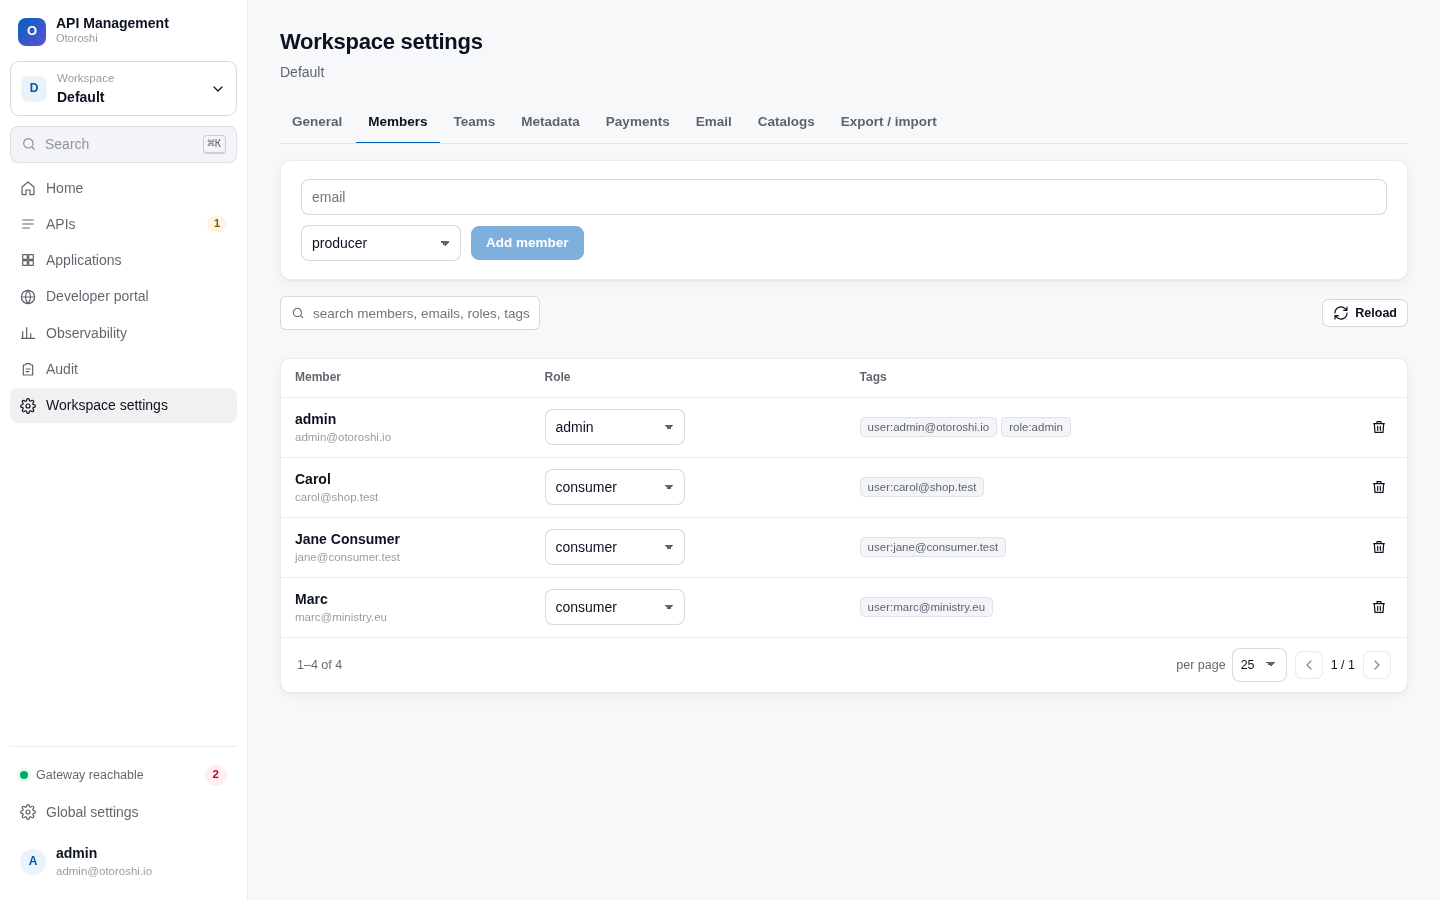 O
API Management
Otoroshi
D
Workspace
Default
Search
⌘K
Home
APIs
1
Applications
Developer portal
Observability
Audit
Workspace settings
Gateway reachable
2
Global settings
A
admin
admin@otoroshi.io
Workspace settings
Default
General Members Teams Metadata Payments Email Catalogs Export / import
email
producer
Add member
search members, emails, roles, tags
Reload
Member Role Tags
admin
admin@otoroshi.io
admin
user:admin@otoroshi.io role:admin
Carol
carol@shop.test
consumer
user:carol@shop.test
Jane Consumer
jane@consumer.test
consumer
user:jane@consumer.test
Marc
marc@ministry.eu
consumer
user:marc@ministry.eu
1–4 of 4
per page 25 1 / 1